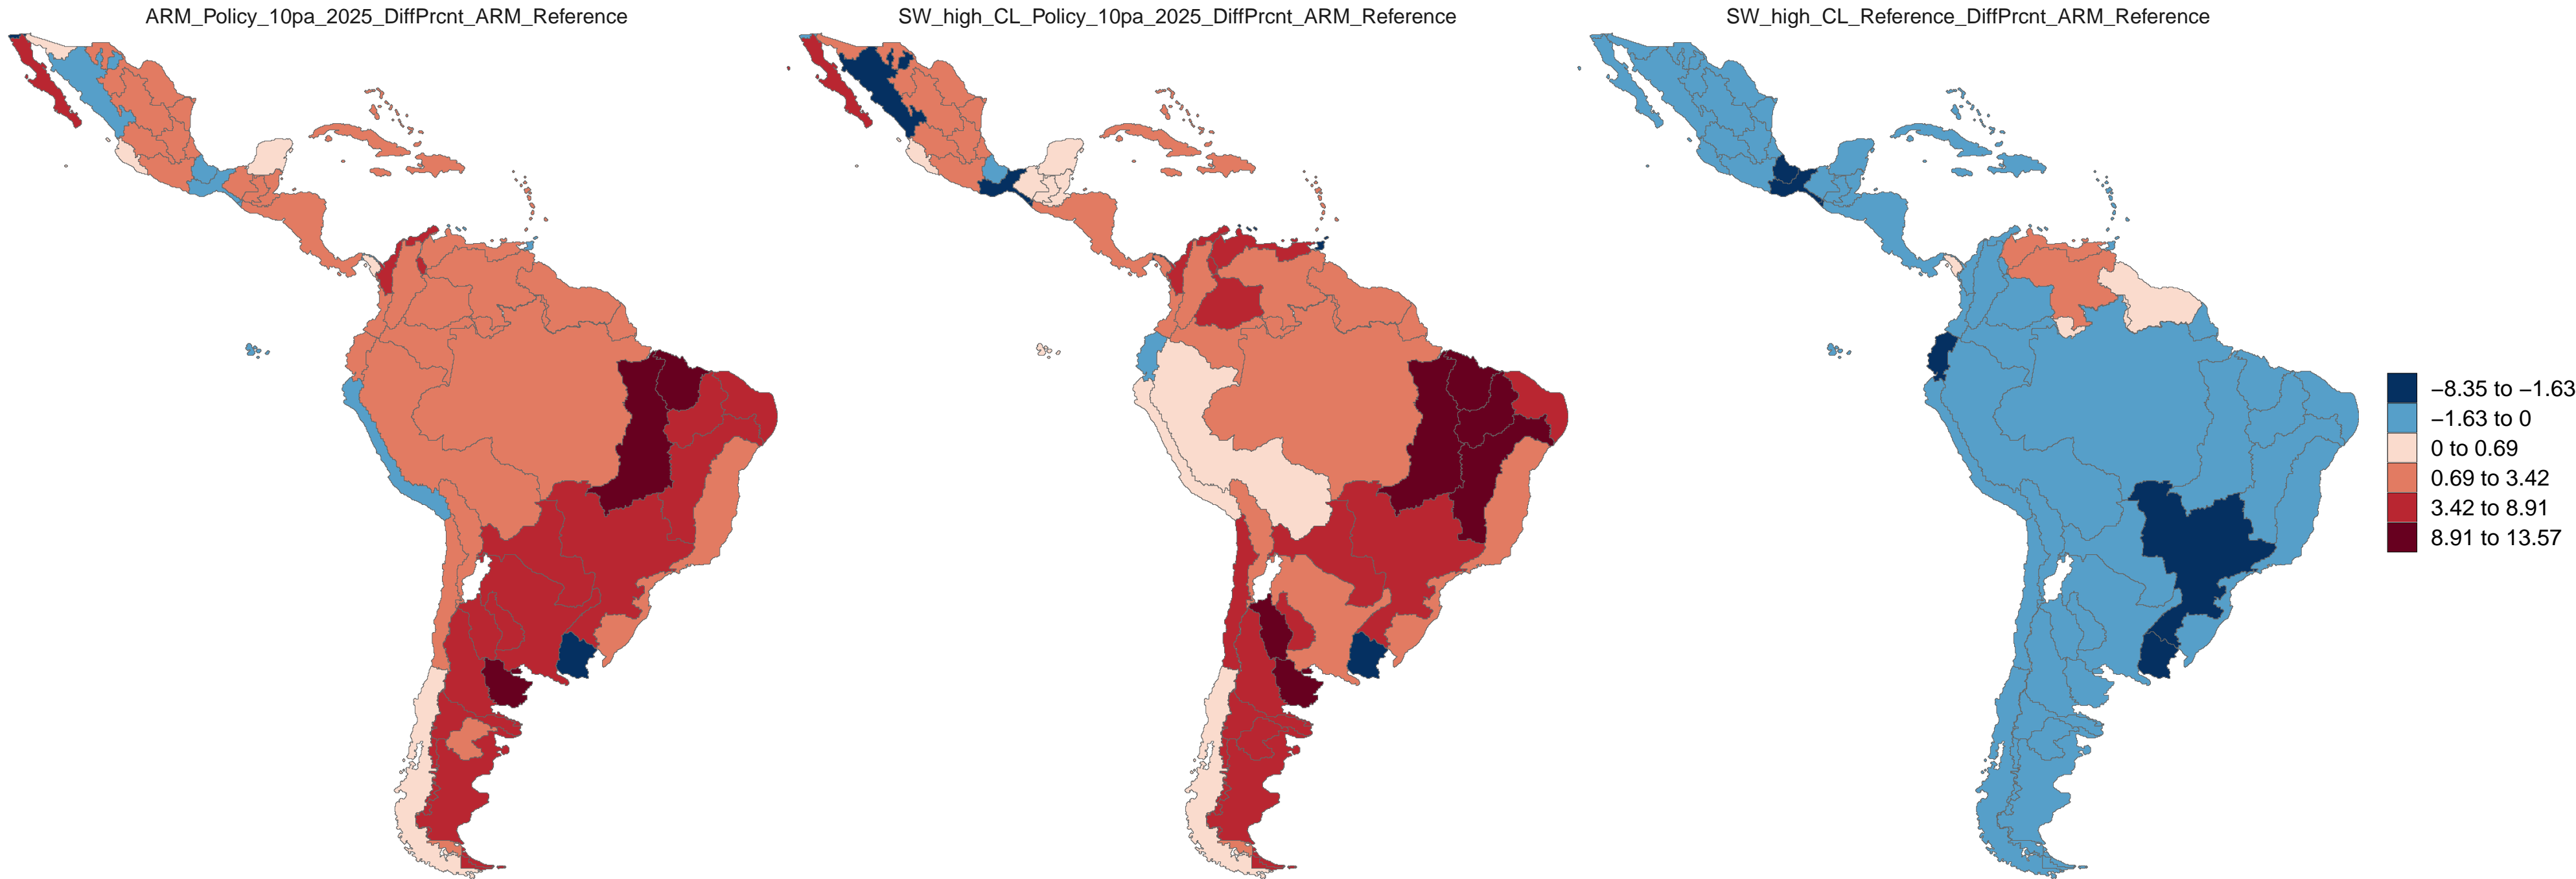 ARM_Policy_10pa_2025_DiffPrcnt_ARM_Reference
SW_high_CL_Policy_10pa_2025_DiffPrcnt_ARM_Reference
SW_high_CL_Reference_DiffPrcnt_ARM_Reference
−8.35 to −1.63
−1.63 to 0
0 to 0.69
0.69 to 3.42
3.42 to 8.91
8.91 to 13.57